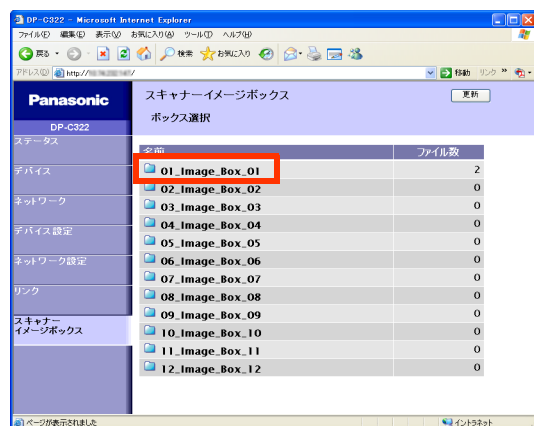 DP-C322 - Microsoft Internet Explorer
ファイル(F) 編集(E) 表示(V) お気に入り(A) ツール(T) ヘルプ(H)
戻る 検索 お気に入り
アドレス(D) http:// 移動 リンク »
Panasonic
DP-C322
ステータス
デバイス
ネットワーク
デバイス設定
ネットワーク設定
リンク
スキャナー
イメージボックス
スキャナーイメージボックス 更新
ボックス選択
名前 ファイル数
01_Image_Box_01 2
02_Image_Box_02 0
03_Image_Box_03 0
04_Image_Box_04 0
05_Image_Box_05 0
06_Image_Box_06 0
07_Image_Box_07 0
08_Image_Box_08 0
09_Image_Box_09 0
10_Image_Box_10 0
11_Image_Box_11 0
12_Image_Box_12 0
ページが表示されました イントラネット